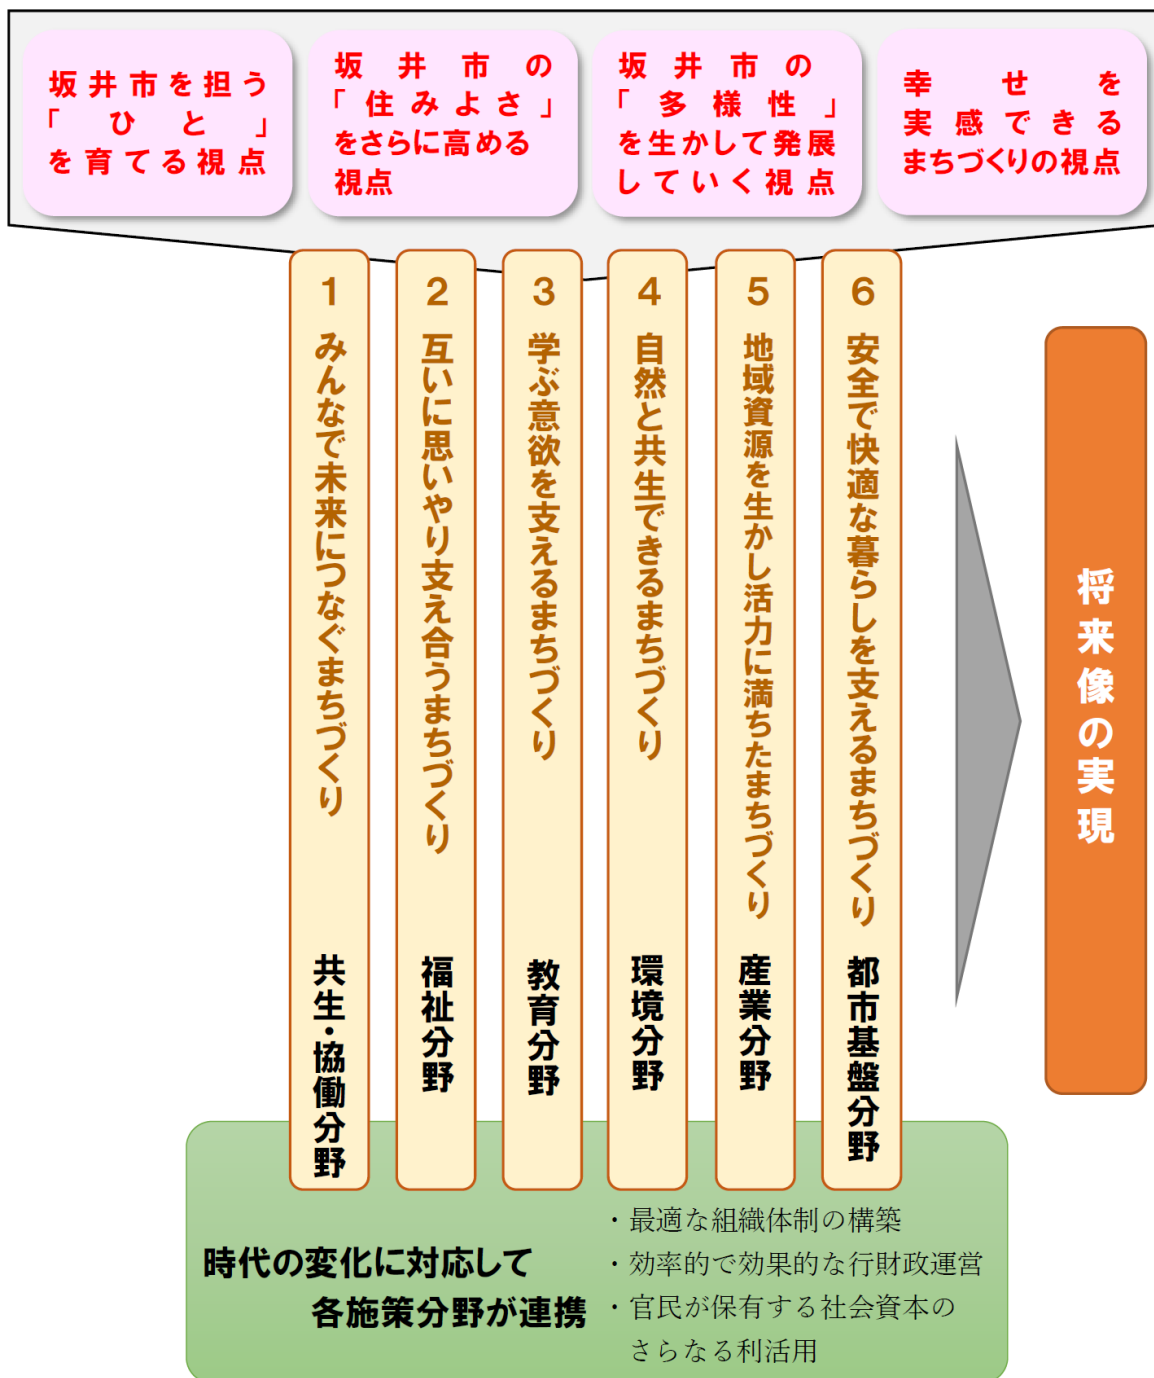 坂井市を担う
「ひと」
を育てる視点
坂井市の
「住みよさ」
をさらに高める
視点
坂井市の
「多様性」
を生かして発展
していく視点
幸せを
実感できる
まちづくりの視点
1
みんなで未来につなぐまちづくり
共生・協働分野
2
互いに思いやり支え合うまちづくり
福祉分野
3
学ぶ意欲を支えるまちづくり
教育分野
4
自然と共生できるまちづくり
環境分野
5
地域資源を生かし活力に満ちたまちづくり
産業分野
6
安全で快適な暮らしを支えるまちづくり
都市基盤分野
将来像の実現
時代の変化に対応して
各施策分野が連携
・最適な組織体制の構築
・効率的で効果的な行財政運営
・官民が保有する社会資本の
さらなる利活用